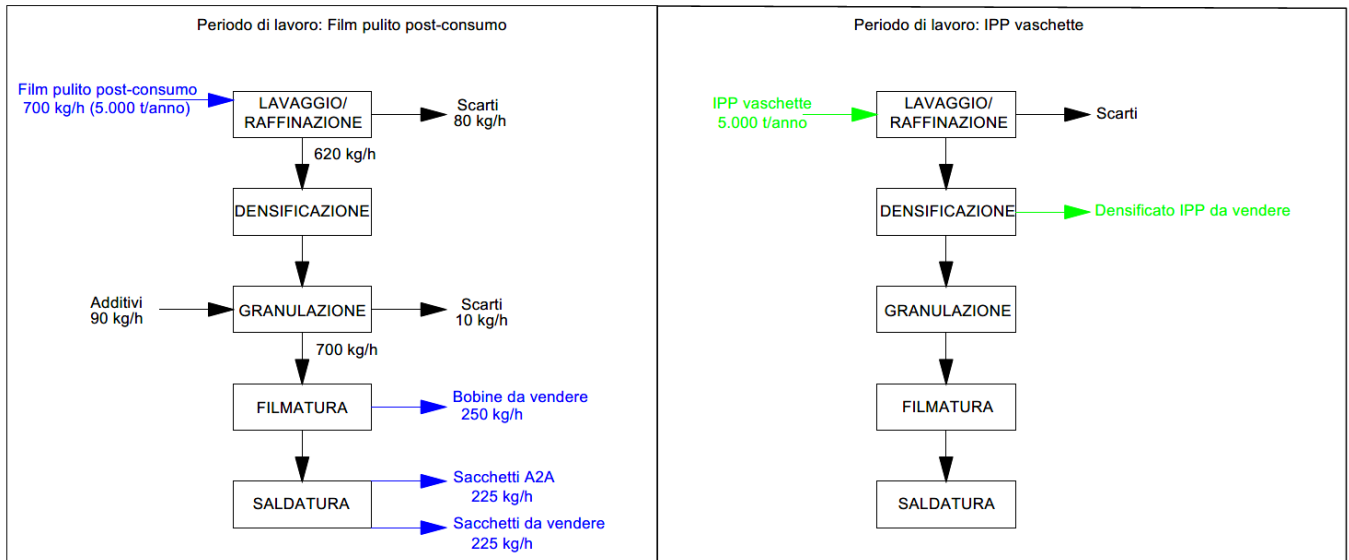 Periodo di lavoro: Film pulito post-consumo
Film pulito post-consumo
700 kg/h (5.000 t/anno)
LAVAGGIO/
RAFFINAZIONE
Scarti
80 kg/h
620 kg/h
DENSIFICAZIONE
Additivi
90 kg/h
GRANULAZIONE
Scarti
10 kg/h
700 kg/h
FILMATURA
Bobine da vendere
250 kg/h
SALDATURA
Sacchetti A2A
225 kg/h
Sacchetti da vendere
225 kg/h
Periodo di lavoro: IPP vaschette
IPP vaschette
5.000 t/anno
LAVAGGIO/
RAFFINAZIONE
Scarti
DENSIFICAZIONE
Densificato IPP da vendere
GRANULAZIONE
FILMATURA
SALDATURA